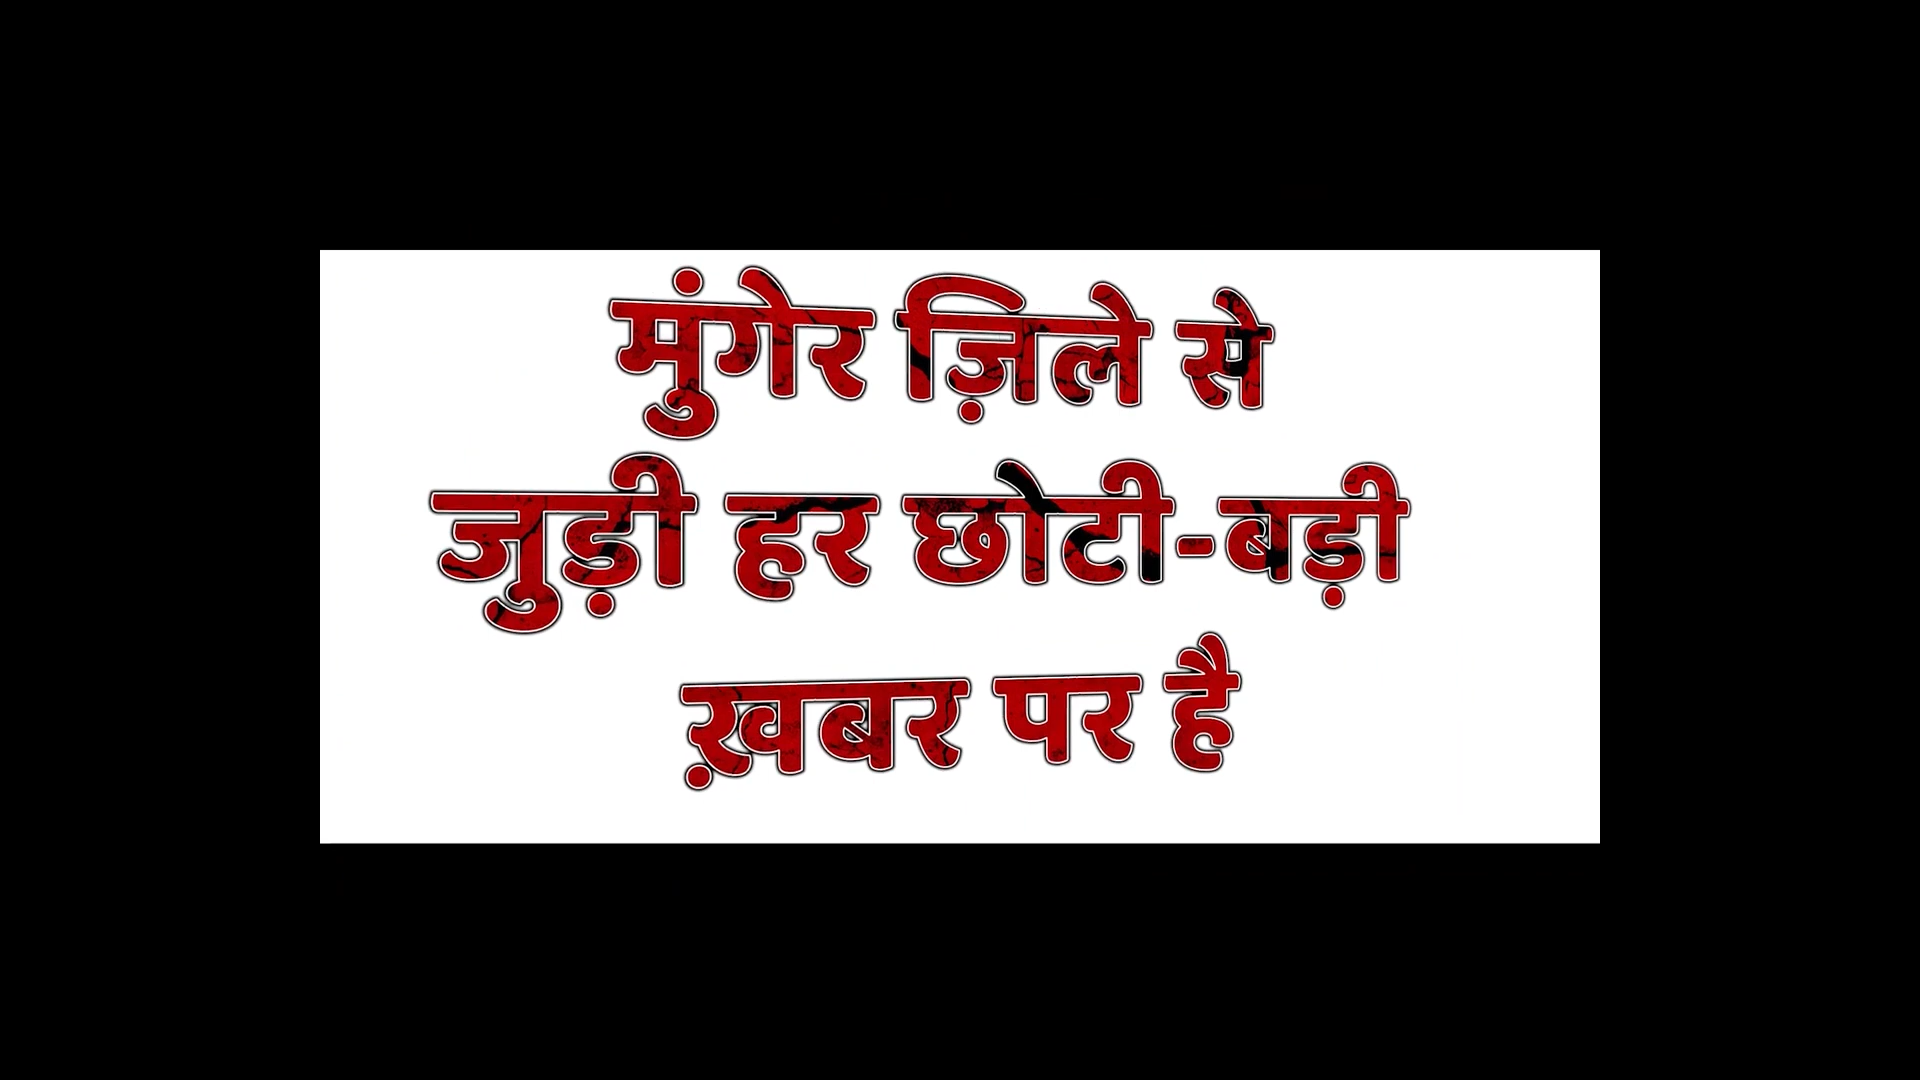 मुंगेर ज़िले से
जुड़ी हर छोटी-बड़ी
ख़बर पर है